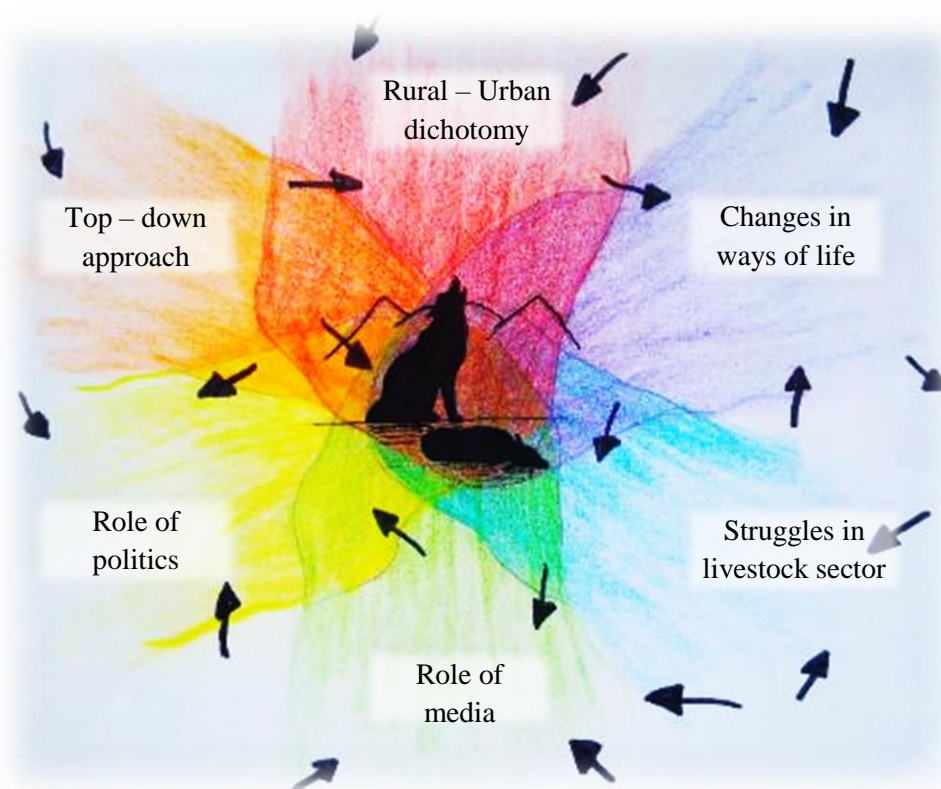 Rural – Urban
dichotomy
Top – down
approach
Changes in
ways of life
Role of
politics
Struggles in
livestock sector
Role of
media